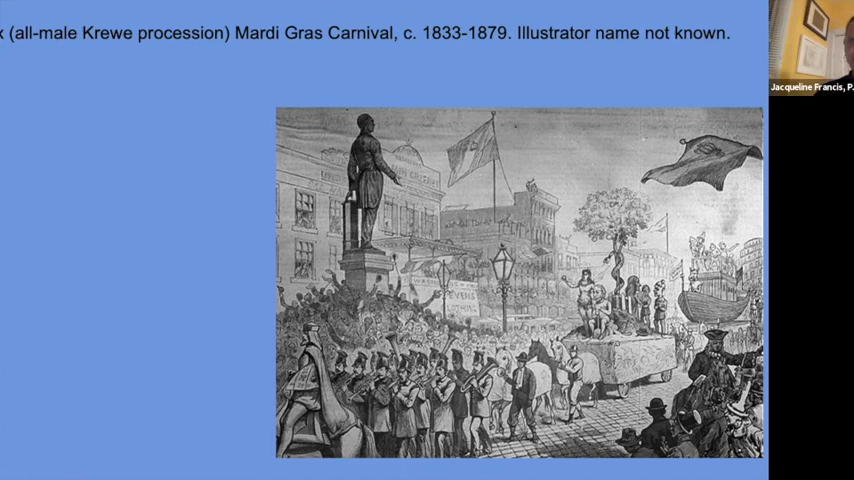 x (all-male Krewe procession) Mardi Gras Carnival, c. 1833-1879. Illustrator name not known.
Jacqueline Francis, P.